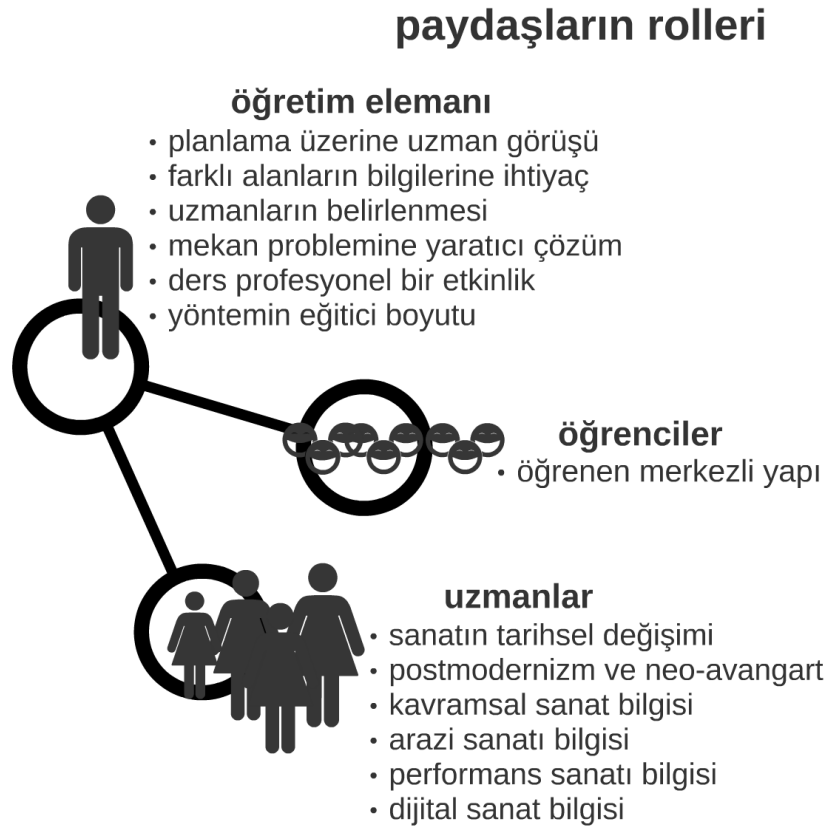 paydaşların rolleri
öğretim elemanı
• planlama üzerine uzman görüşü
• farklı alanların bilgilerine ihtiyaç
• uzmanların belirlenmesi
• mekan problemine yaratıcı çözüm
• ders profesyonel bir etkinlik
• yöntemin eğitici boyutu
öğrenciler
• öğrenen merkezli yapı
uzmanlar
• sanatın tarihsel değişimi
• postmodernizm ve neo-avangart
• kavramsal sanat bilgisi
• arazi sanatı bilgisi
• performans sanatı bilgisi
• dijital sanat bilgisi